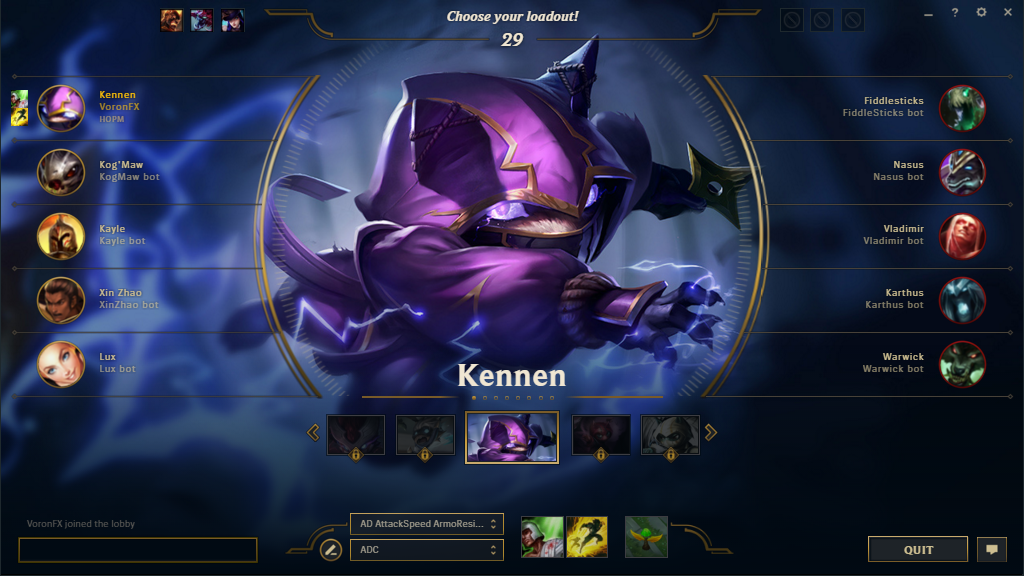 Choose your loadout!
29
?
Kennen
VoronFX
НОРМ
Kog'Maw
KogMaw bot
Kayle
Kayle bot
Xin Zhao
XinZhao bot
Lux
Lux bot
Fiddlesticks
FiddleSticks bot
Nasus
Nasus bot
Vladimir
Vladimir bot
Karthus
Karthus bot
Warwick
Warwick bot
Kennen
VoronFX joined the lobby
AD AttackSpeed ArmoResi...
ADC
QUIT